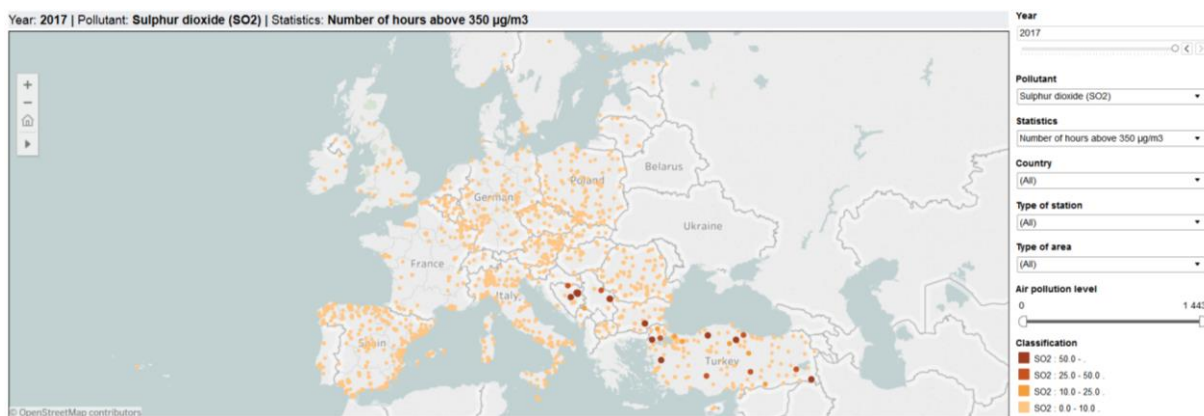 Year: 2017 | Pollutant: Sulphur dioxide (SO2) | Statistics: Number of hours above 350 µg/m3
Belarus
Poland
German
Ukraine
France
Italy
Spain
Turkey
© OpenStreetMap contributors
Year
2017
Pollutant
Sulphur dioxide (SO2)
Statistics
Number of hours above 350 µg/m3
Country
(All)
Type of station
(All)
Type of area
(All)
Air pollution level
0 1 443
Classification
SO2 : 50.0 - .
SO2 : 25.0 - 50.0 .
SO2 : 10.0 - 25.0 .
SO2 : 0.0 - 10.0 .